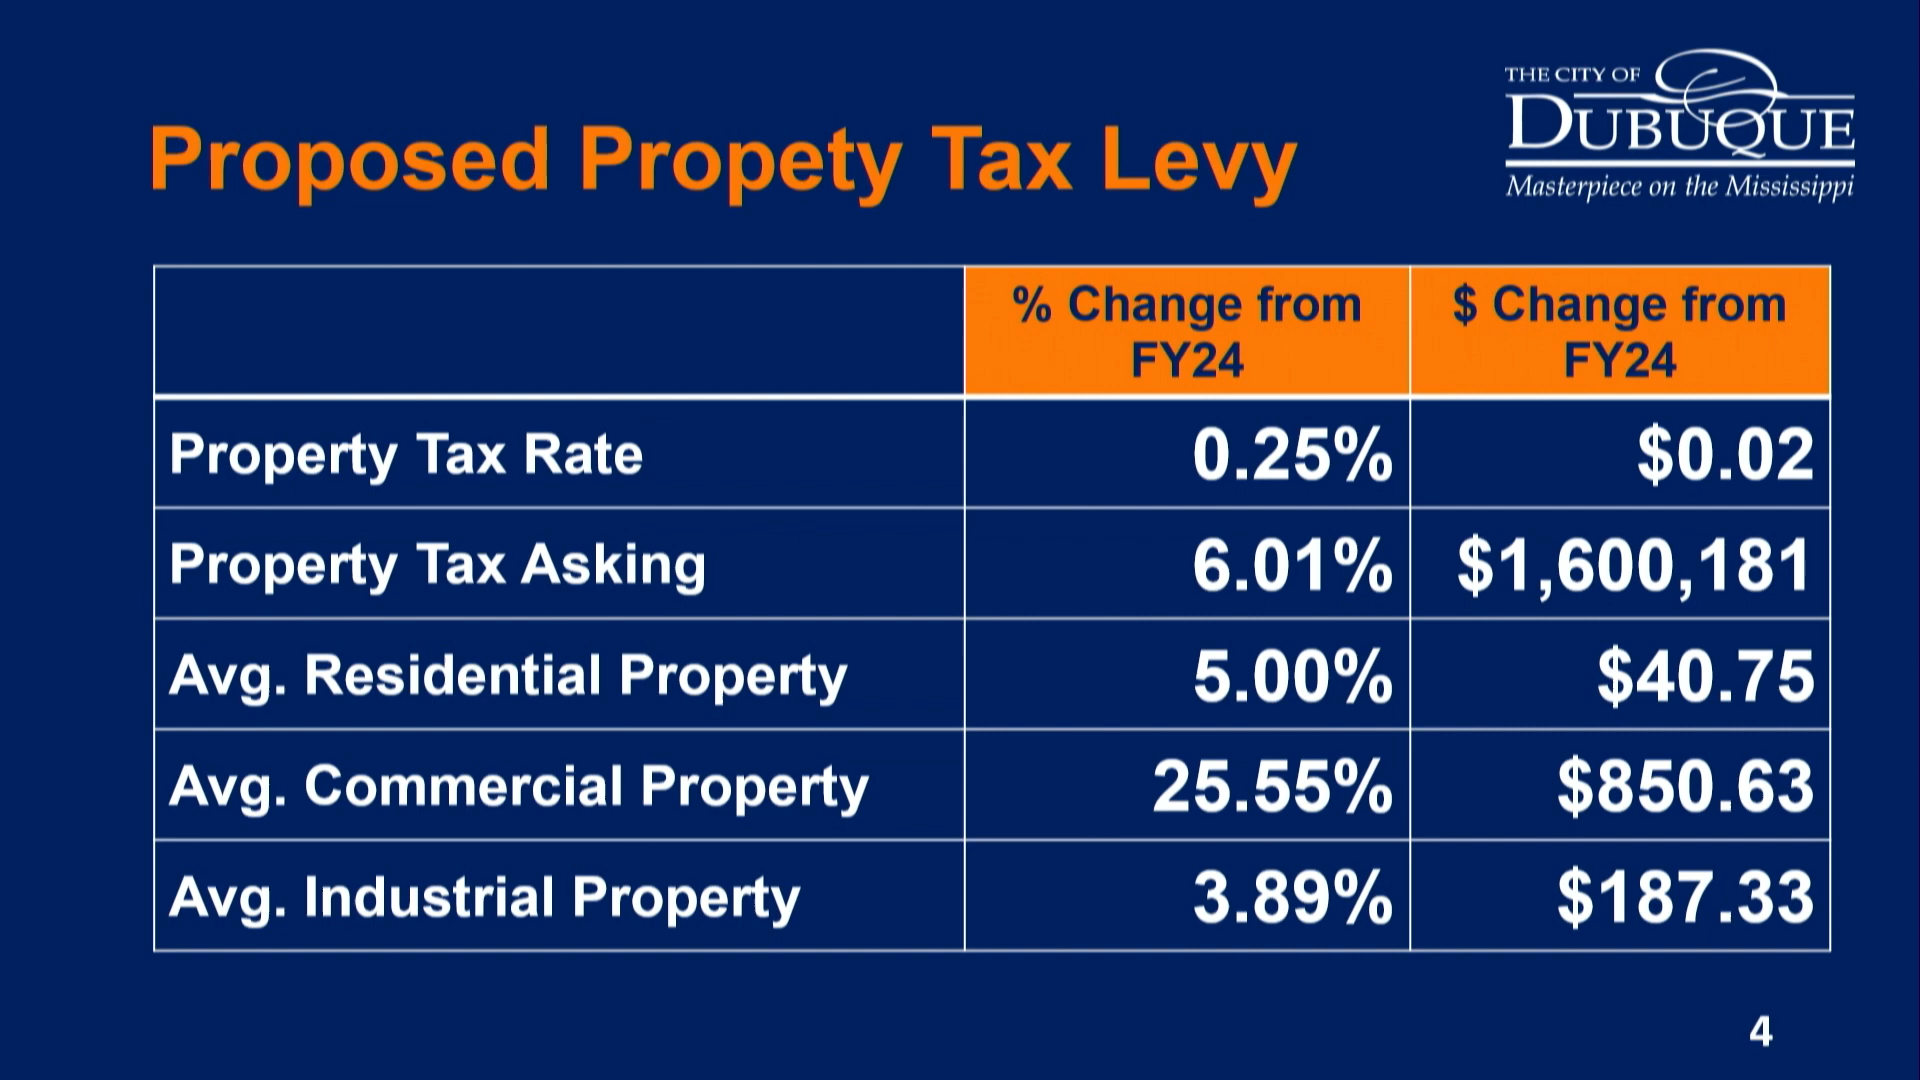 THE CITY OF
DUBUQUE
Masterpiece on the Mississippi
Proposed Propety Tax Levy
% Change from
FY24
$ Change from
FY24
Property Tax Rate 0.25% $0.02
Property Tax Asking 6.01% $1,600,181
Avg. Residential Property 5.00% $40.75
Avg. Commercial Property 25.55% $850.63
Avg. Industrial Property 3.89% $187.33
4